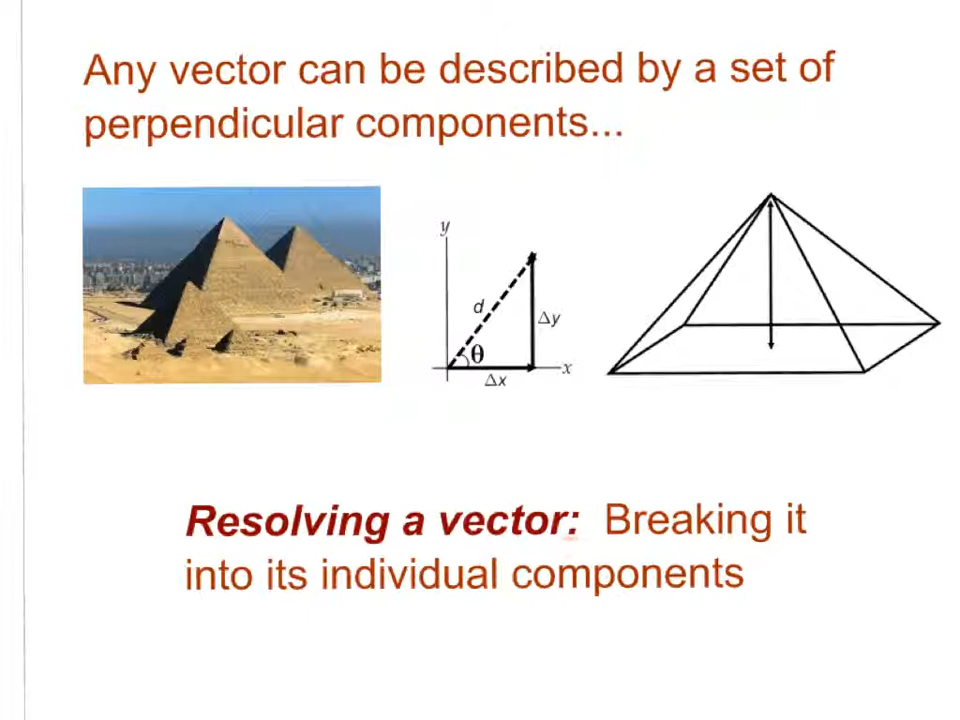 Any vector can be described by a set of
perpendicular components...
y
d
Δy
θ
x
Δx
Resolving a vector: Breaking it
into its individual components